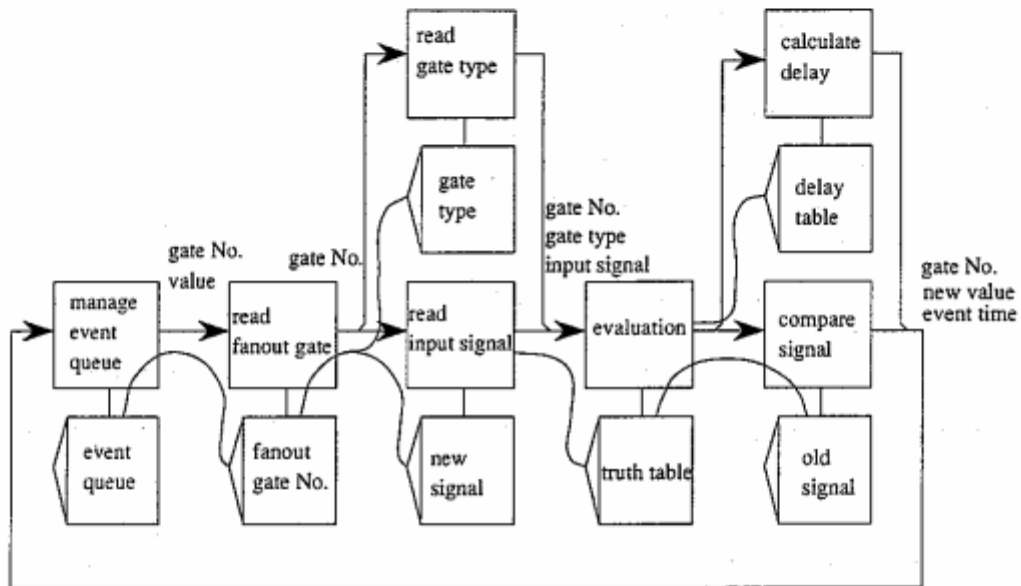 read
gate type
calculate
delay
gate
type
delay
table
gate No.
value
gate No.
gate No.
gate type
input signal
gate No.
new value
event time
manage
event
queue
read
fanout gate
read
input signal
evaluation
compare
signal
event
queue
fanout
gate No.
new
signal
truth table
old
signal